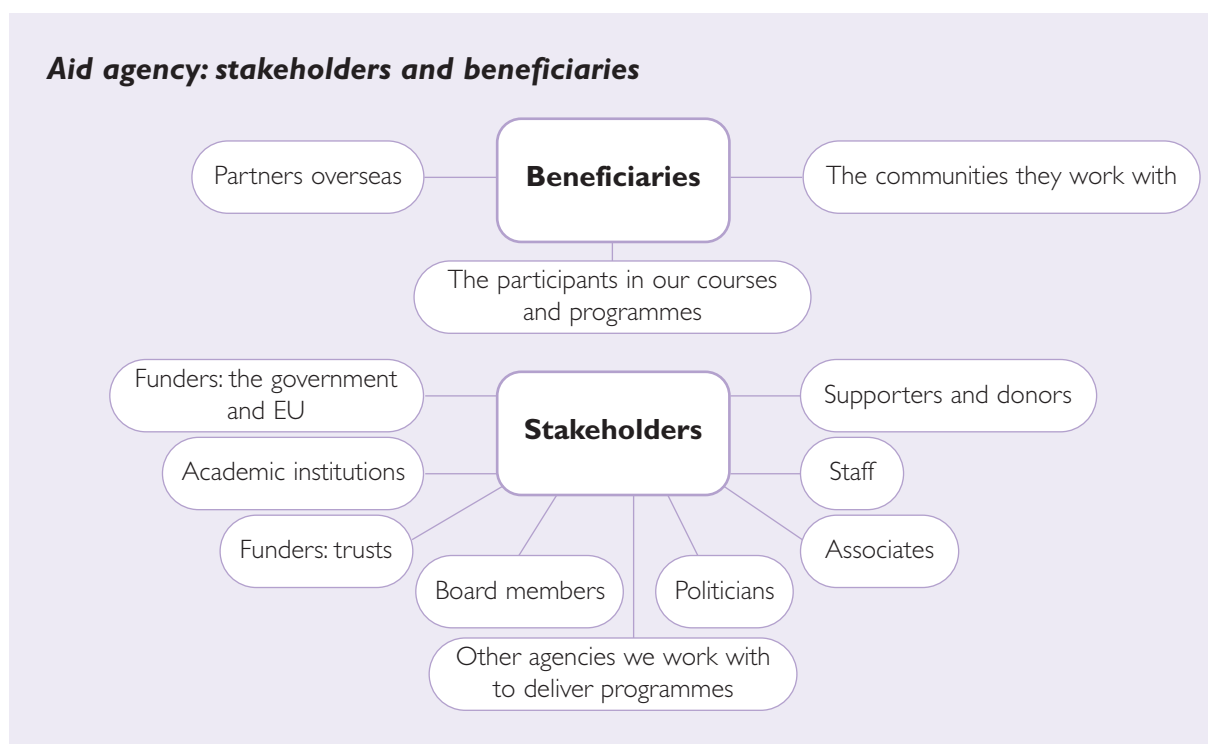 Aid agency: stakeholders and beneficiaries
Partners overseas
Beneficiaries
The communities they work with
The participants in our courses
and programmes
Funders: the government
and EU
Stakeholders
Supporters and donors
Academic institutions
Staff
Funders: trusts
Associates
Board members
Politicians
Other agencies we work with
to deliver programmes